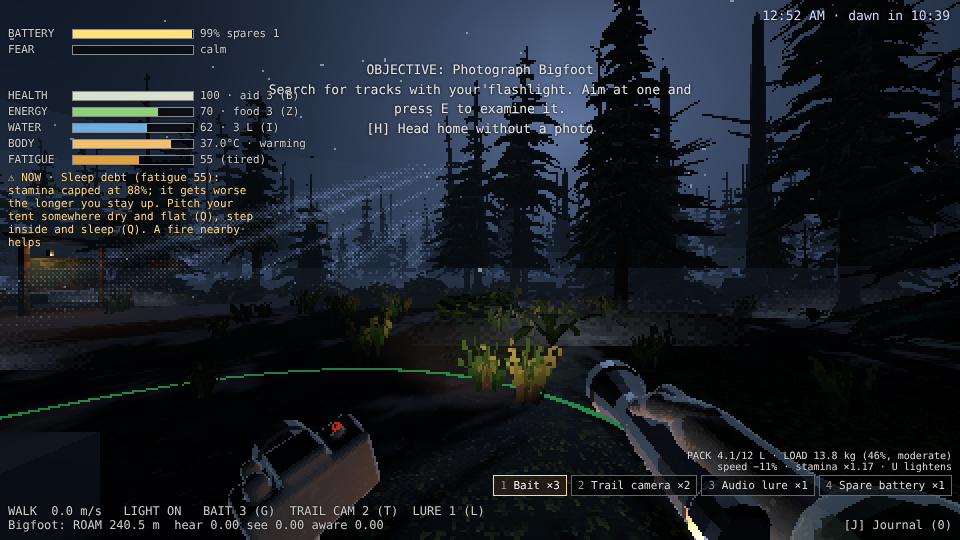 12:52 AM · dawn in 10:39
BATTERY 99% spares 1
FEAR calm
OBJECTIVE: Photograph Bigfoot
Search for tracks with your flashlight. Aim at one and
press E to examine it.
[H] Head home without a photo
HEALTH 100 · aid 3 (B)
ENERGY 70 · food 3 (Z)
WATER 62 · 3 L (I)
BODY 37.0°C · warming
FATIGUE 55 (tired)
⚠ NOW · Sleep debt (fatigue 55):
stamina capped at 88%; it gets worse
the longer you stay up. Pitch your
tent somewhere dry and flat (Q), step
inside and sleep (Q). A fire nearby
helps
PACK 4.1/12 L · LOAD 13.8 kg (46%, moderate)
speed −11% · stamina ×1.17 · U lightens
1 Bait ×3 2 Trail camera ×2 3 Audio lure ×1 4 Spare battery ×1
WALK 0.0 m/s LIGHT ON BAIT 3 (G) TRAIL CAM 2 (T) LURE 1 (L)
Bigfoot: ROAM 240.5 m hear 0.00 see 0.00 aware 0.00
[J] Journal (0)